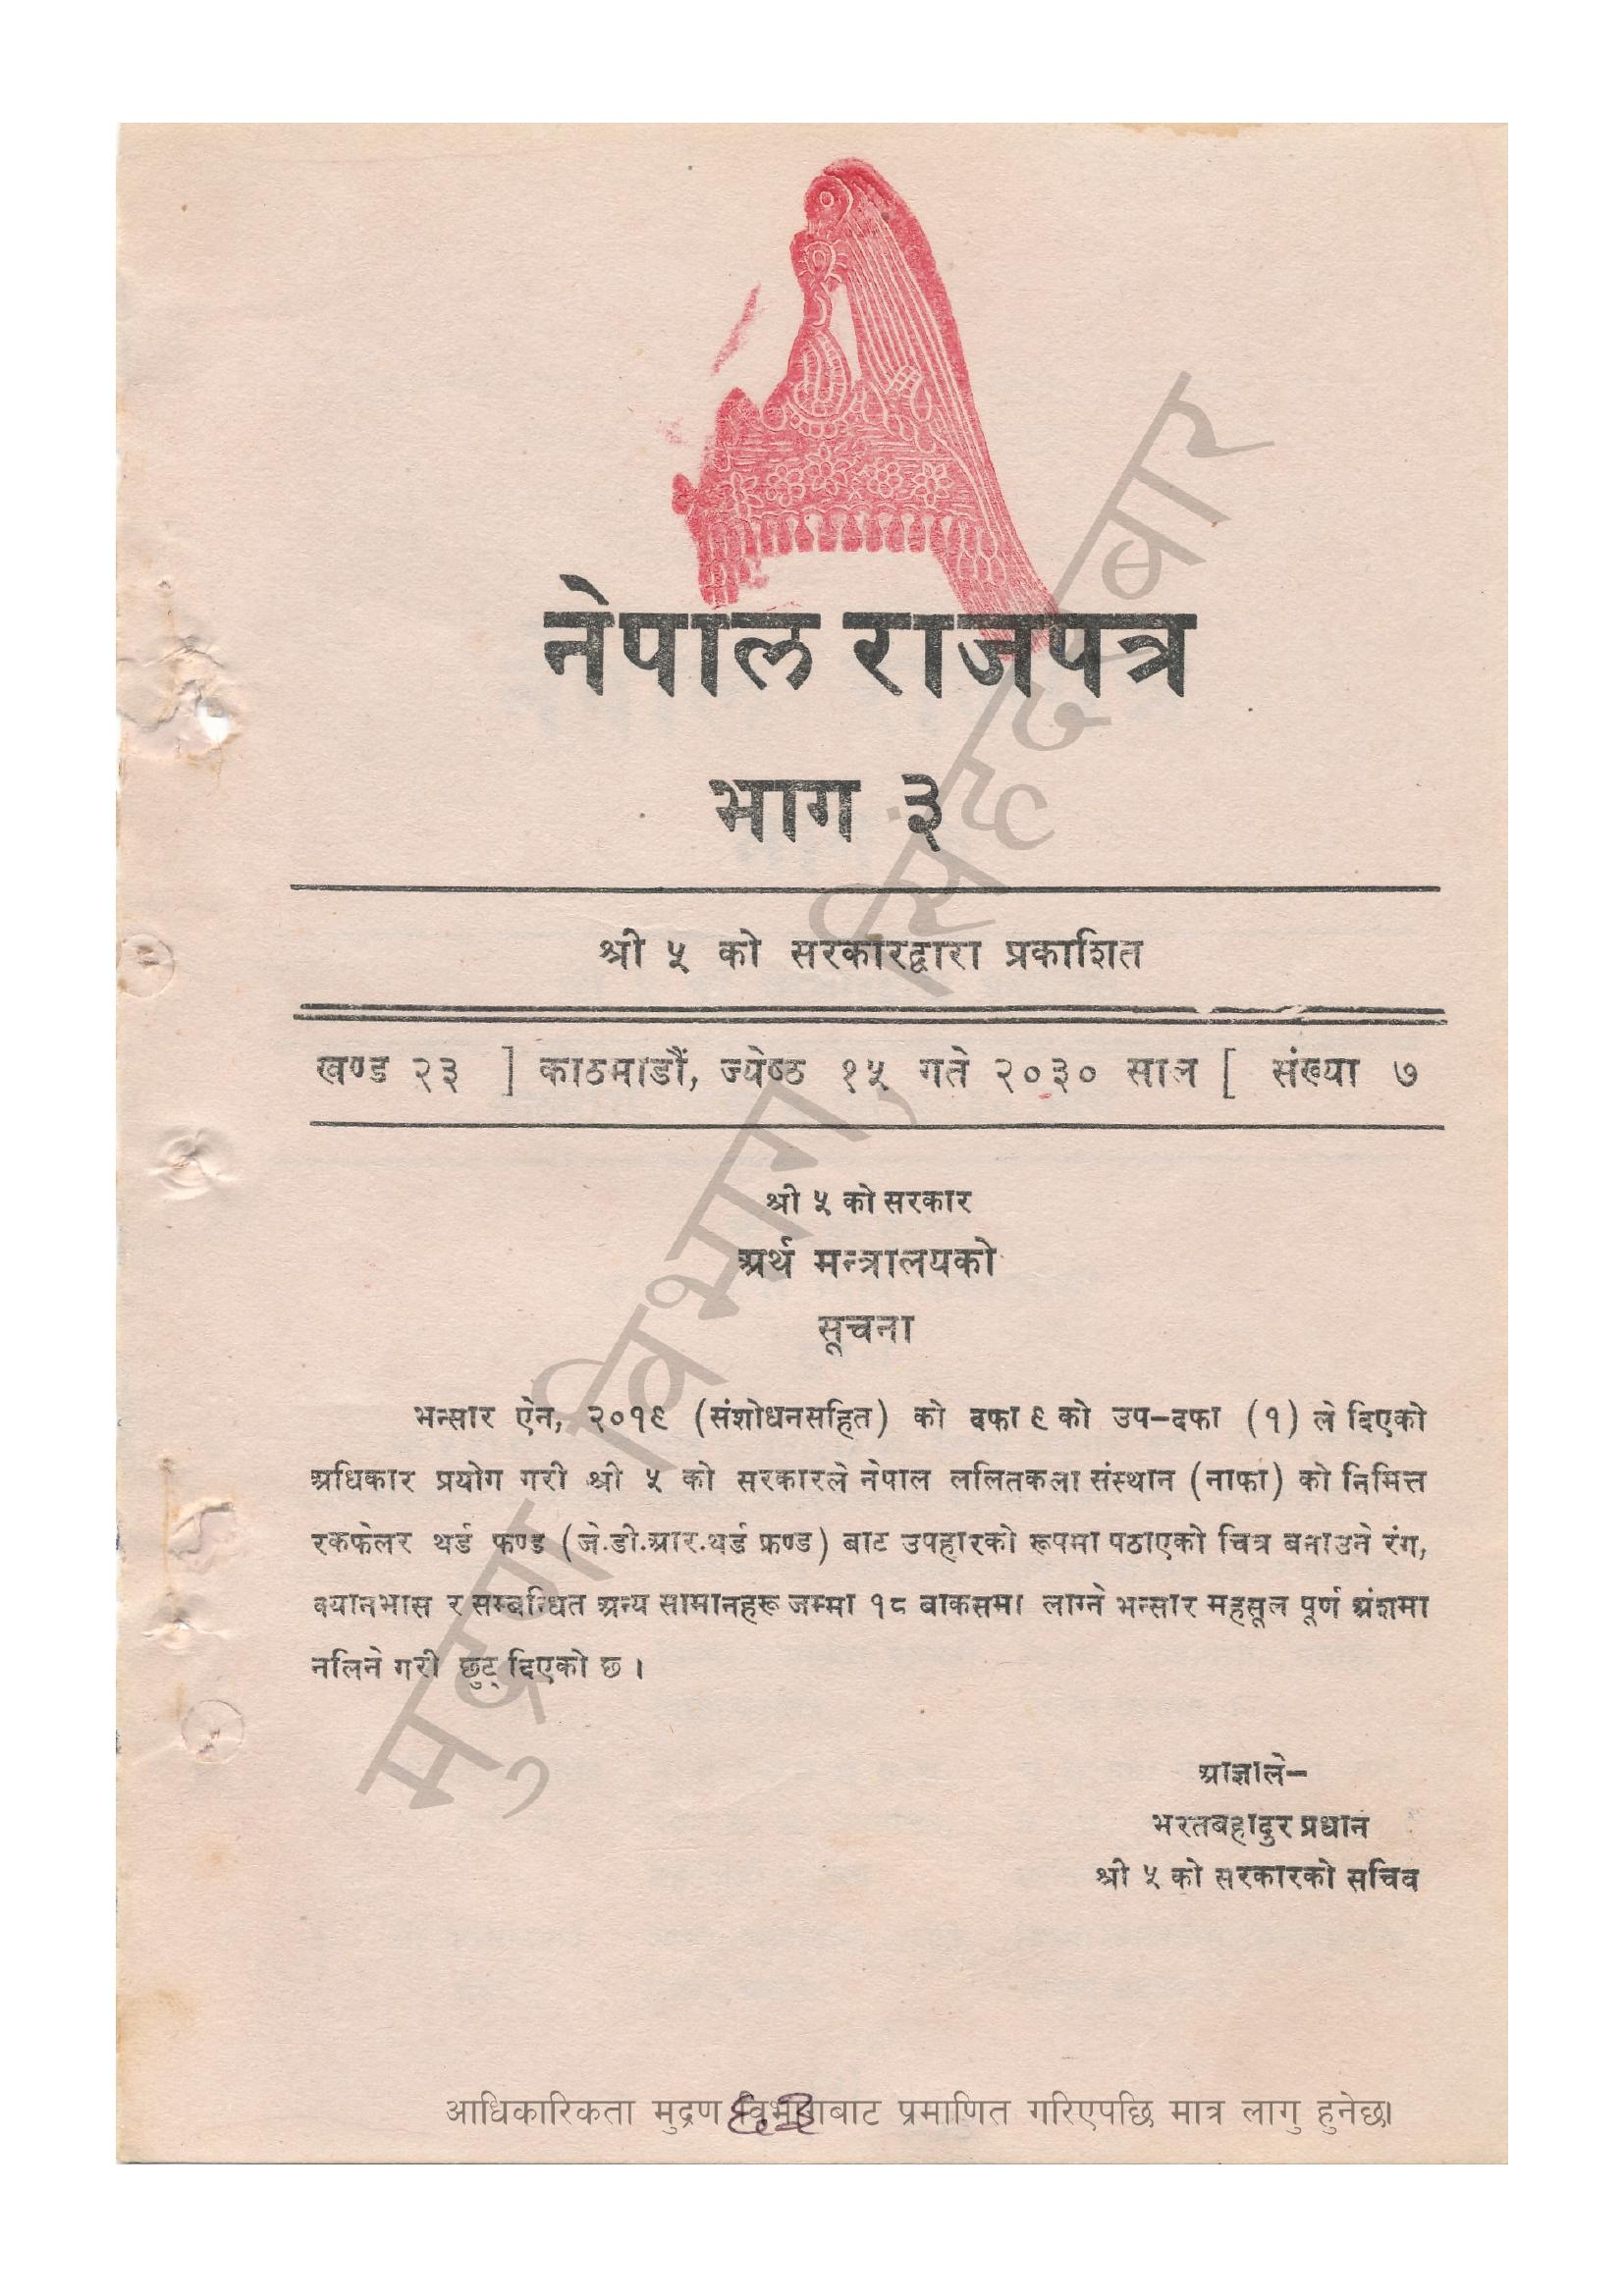 नेपाल राजपत्र
भाग ३
श्री ५ को सरकारद्वारा प्रकाशित
खण्ड २३ ] काठमाडौं, ज्येष्ठ १५ गते २०३० साल [ संख्या ७
श्री ५ को सरकार
अर्थ मन्त्रालयको
सूचना
भन्सार ऐन, २०१९ (संशोधनसहित) को दफा ९ को उप-दफा (१) ले दिएको
अधिकार प्रयोग गरी श्री ५ को सरकारले नेपाल ललितकला संस्थान (नाफा) को निमित्त
रकफेलर थर्ड फण्ड (जे.डी.आर.थर्ड फ्रण्ड) बाट उपहारको रूपमा पठाएको चित्र बनाउने रंग,
क्यानभास र सम्बन्धित अन्य सामानहरू जम्मा १८ बाकसमा लाग्ने भन्सार महसूल पूर्ण अंशमा
नलिने गरी छुट् दिएको छ ।
आज्ञाले–
भरतबहादुर प्रधान
श्री ५ को सरकारको सचिव
आधिकारिकता मुद्रण विभागबाट प्रमाणित गरिएपछि मात्र लागु हुनेछ।
मुद्रण विभाग, सिंहदरबार